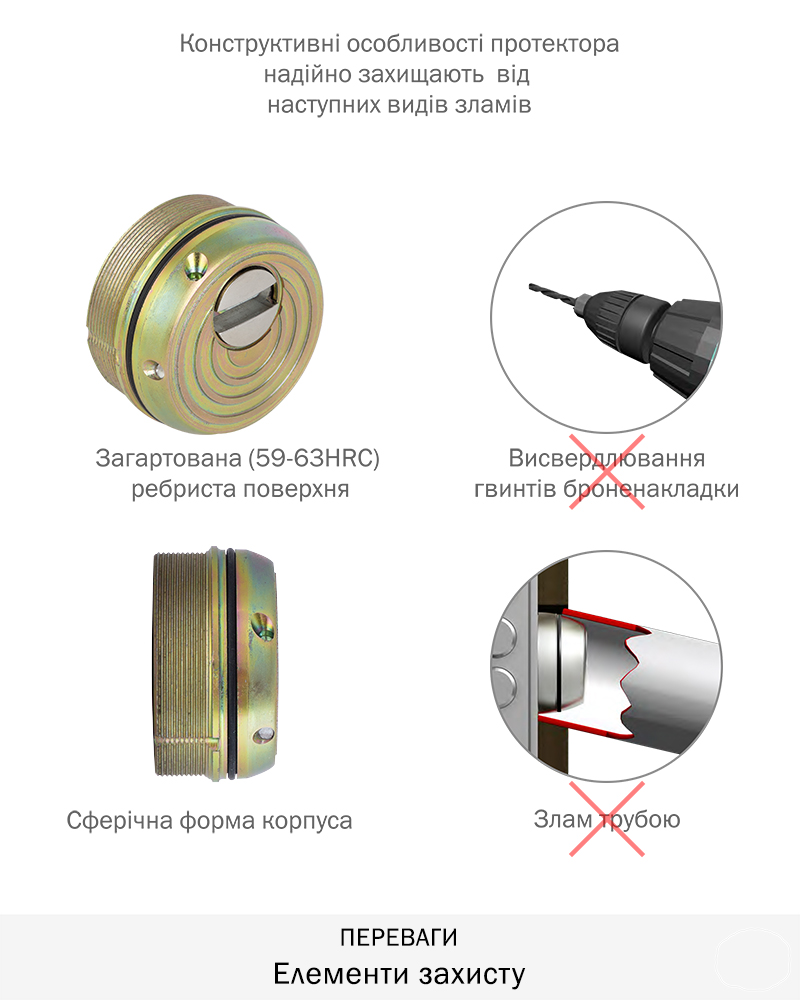 Конструктивні особливості протектора
надійно захищають від
наступних видів зламів
Загартована (59-63HRC)
ребриста поверхня
Висвердлювання
гвинтів броненакладки
Сферічна форма корпуса
Злам трубою
ПЕРЕВАГИ
Елементи захисту